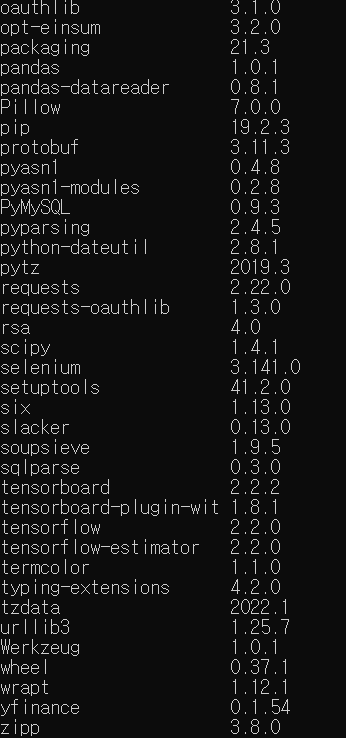 oauthlib 3.1.0
opt-einsum 3.2.0
packaging 21.3
pandas 1.0.1
pandas-datareader 0.8.1
Pillow 7.0.0
pip 19.2.3
protobuf 3.11.3
pyasn1 0.4.8
pyasn1-modules 0.2.8
PyMySQL 0.9.3
pyparsing 2.4.5
python-dateutil 2.8.1
pytz 2019.3
requests 2.22.0
requests-oauthlib 1.3.0
rsa 4.0
scipy 1.4.1
selenium 3.141.0
setuptools 41.2.0
six 1.13.0
slacker 0.13.0
soupsieve 1.9.5
sqlparse 0.3.0
tensorboard 2.2.2
tensorboard-plugin-wit 1.8.1
tensorflow 2.2.0
tensorflow-estimator 2.2.0
termcolor 1.1.0
typing-extensions 4.2.0
tzdata 2022.1
urllib3 1.25.7
Werkzeug 1.0.1
wheel 0.37.1
wrapt 1.12.1
yfinance 0.1.54
zipp 3.8.0